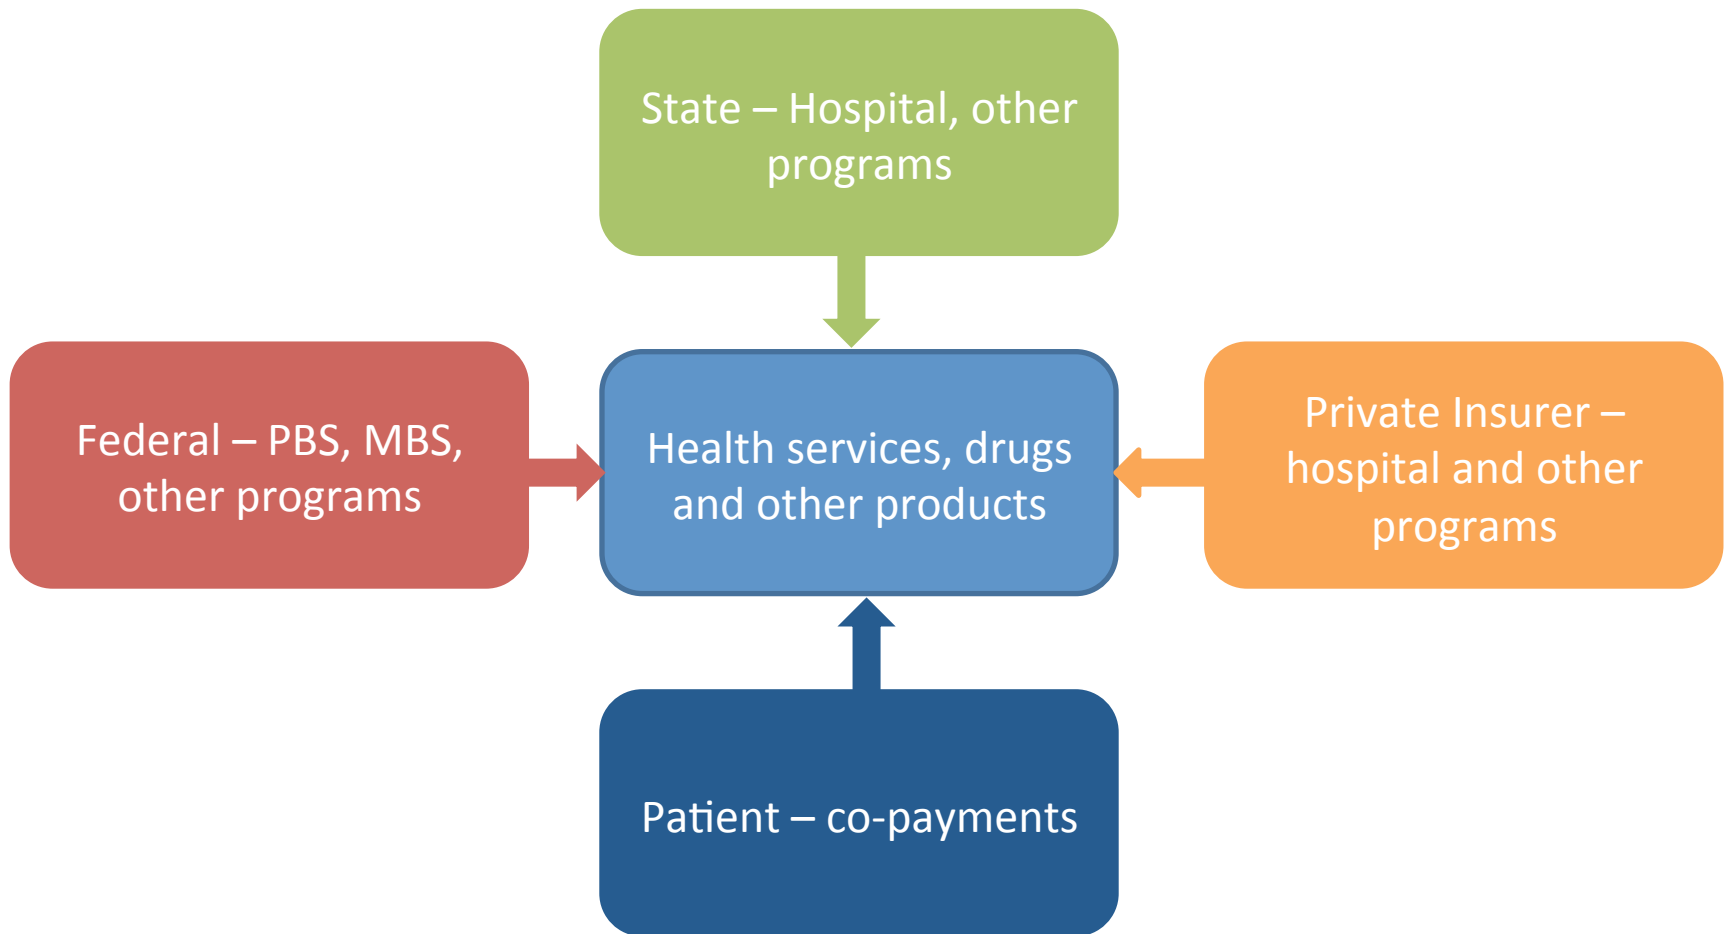 State – Hospital, other
programs
Federal – PBS, MBS,
other programs
Health services, drugs
and other products
Private Insurer –
hospital and other
programs
Patient – co-payments